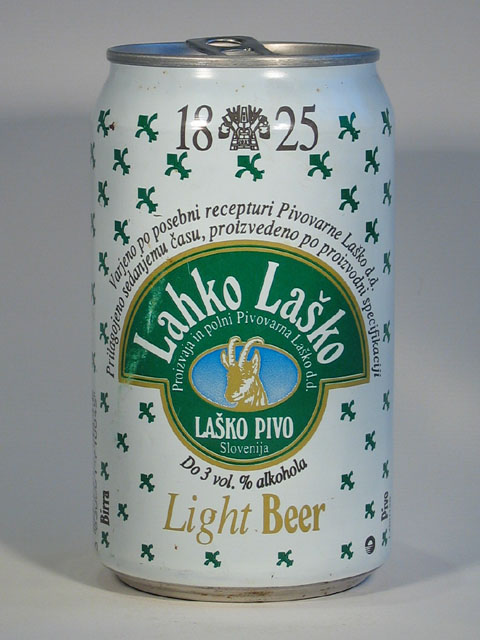 18 25
Varjeno po posebni recepturi Pivovarne Laško d.d.
Prilagojeno sedanjemu času, proizvedeno po proizvodni specifikaciji
Lahko Laško
Proizvaja in polni Pivovarna Laško d.d.
LAŠKO PIVO
Slovenija
Do 3 vol. % alkohola
Light Beer
Birra
Pivo